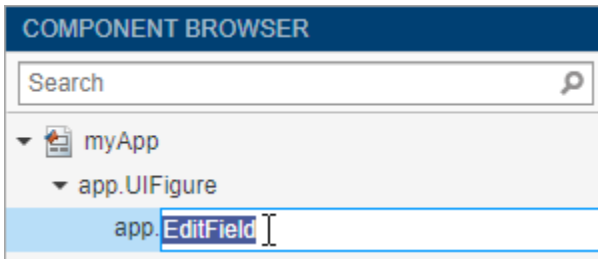 COMPONENT BROWSER
Search
myApp
app.UIFigure
app.EditField